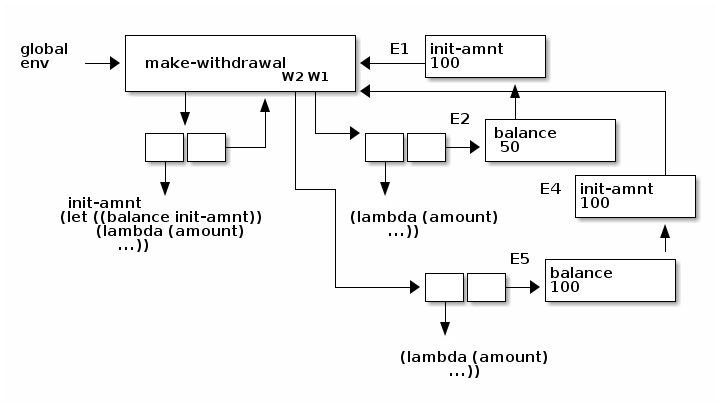 global
env
make-withdrawal
W2 W1
E1
init-amnt
100
E2
balance
50
E4
init-amnt
100
init-amnt
(let ((balance init-amnt))
(lambda (amount)
...))
(lambda (amount)
...))
E5
balance
100
(lambda (amount)
...))